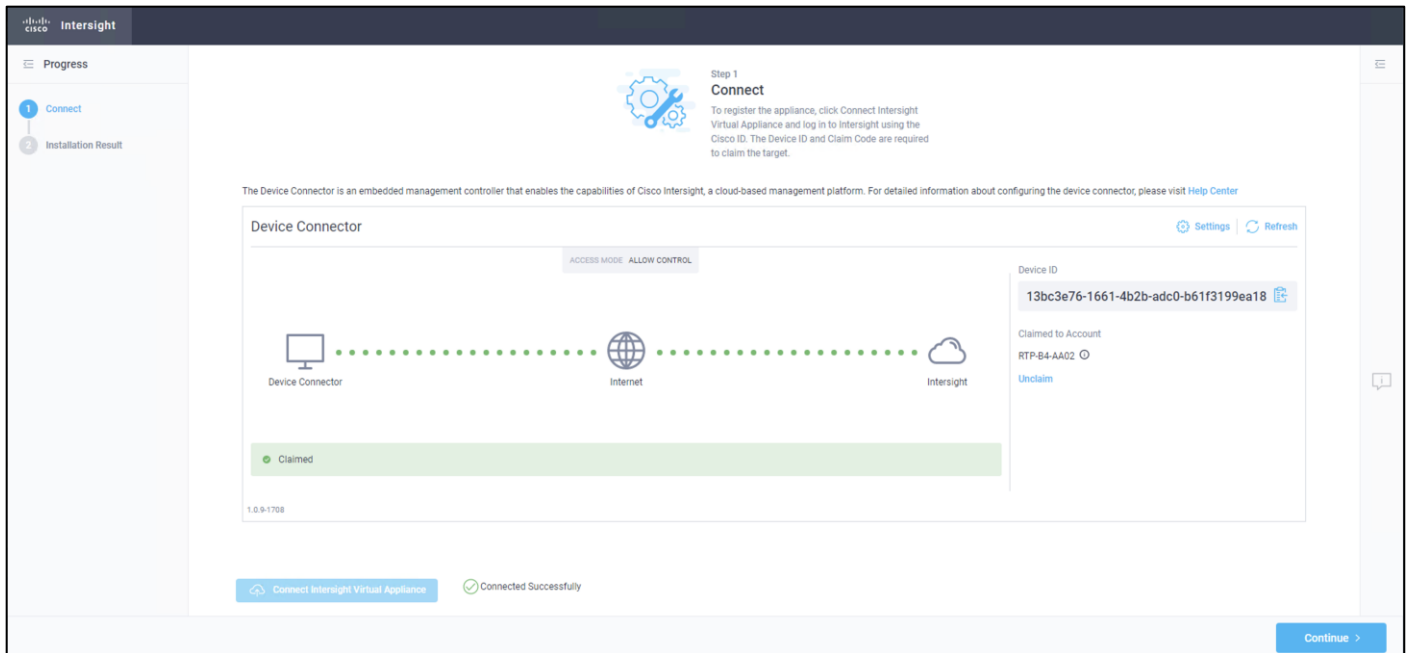 cisco Intersight
Progress
1 Connect
2 Installation Result
Step 1
Connect
To register the appliance, click Connect Intersight
Virtual Appliance and log in to Intersight using the
Cisco ID. The Device ID and Claim Code are required
to claim the target.
The Device Connector is an embedded management controller that enables the capabilities of Cisco Intersight, a cloud-based management platform. For detailed information about configuring the device connector, please visit Help Center
Device Connector
Settings Refresh
ACCESS MODE ALLOW CONTROL
Device Connector
Internet
Intersight
Claimed
1.0.9-1708
Device ID
13bc3e76-1661-4b2b-adc0-b61f3199ea18
Claimed to Account
RTP-B4-AA02
Unclaim
Connect Intersight Virtual Appliance
Connected Successfully
Continue >